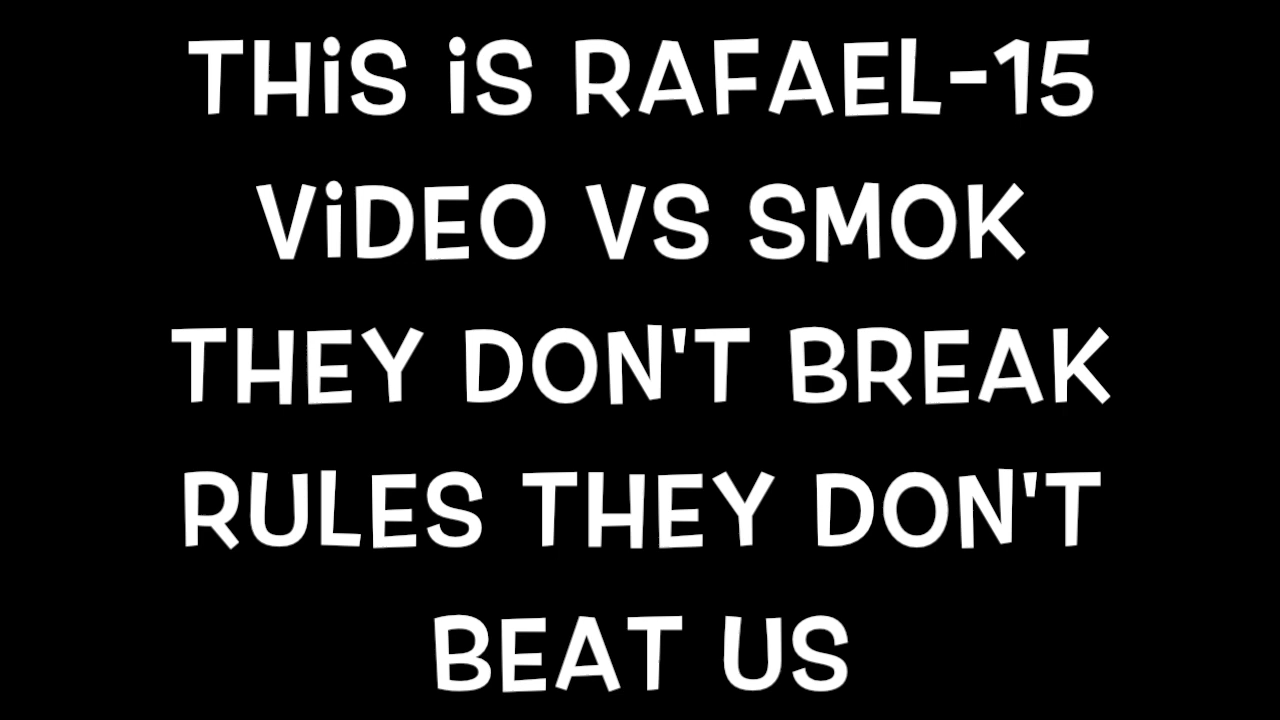 THiS iS RAFAEL-15
ViDEO VS SMOK
THEY DON'T BREAK
RULES THEY DON'T
BEAT US